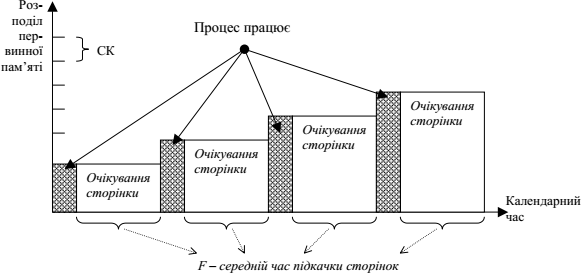 Роз-
поділ
пер-
винної
пам’яті
СК
Процес працює
Очікування
сторінки
Очікування
сторінки
Очікування
сторінки
Очікування
сторінки
Календарний
час
F – середній час підкачки сторінок